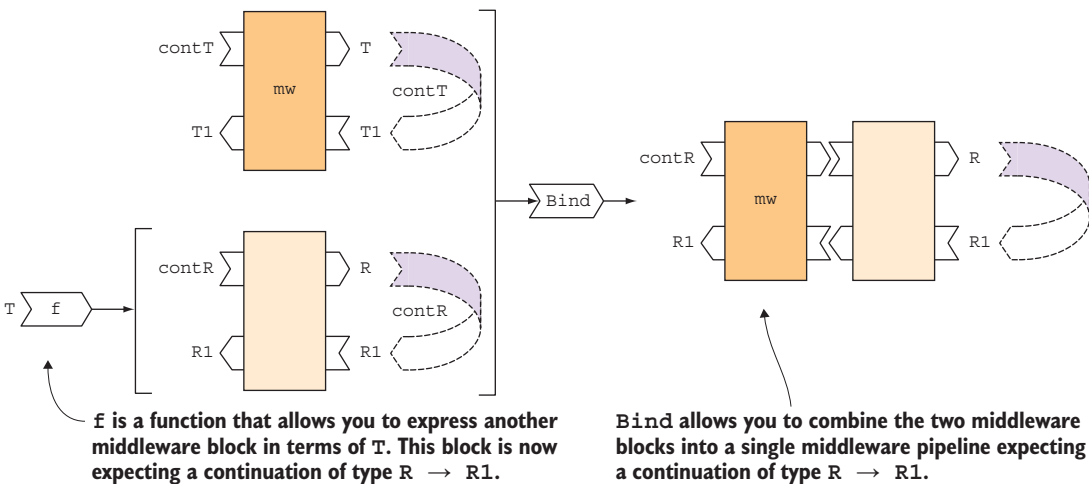 contT
T
mw
contT
T1
T1
contR
R
mw
R1
R1
Bind
contR
R
contR
R1
R1
T
f
f is a function that allows you to express another
middleware block in terms of T. This block is now
expecting a continuation of type R → R1.
Bind allows you to combine the two middleware
blocks into a single middleware pipeline expecting
a continuation of type R → R1.